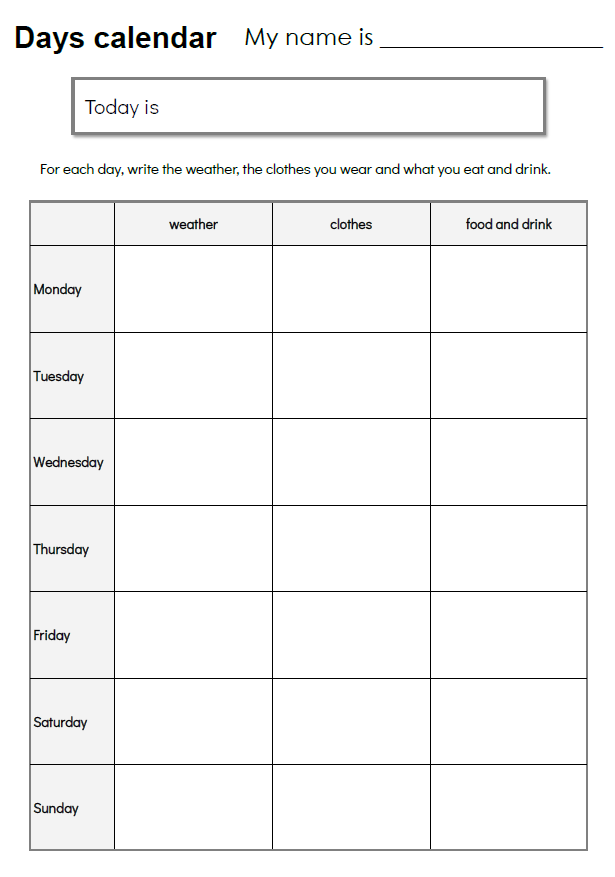 Days calendar My name is ____________________
Today is
For each day, write the weather, the clothes you wear and what you eat and drink.
weather clothes food and drink
Monday
Tuesday
Wednesday
Thursday
Friday
Saturday
Sunday